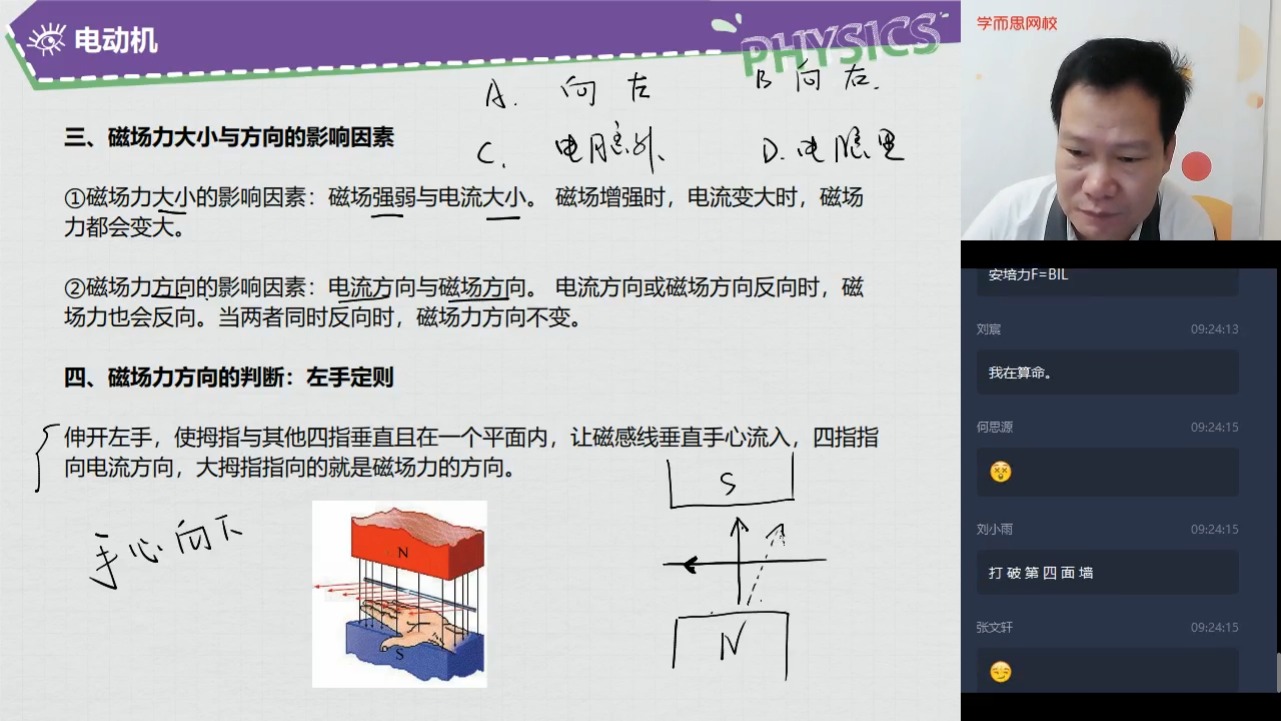 电动机
PHYSICS
A. 向左
B 向右.
C. 电脑外、
D. 电脑里
三、磁场力大小与方向的影响因素
①磁场力大小的影响因素：磁场强弱与电流大小。 磁场增强时，电流变大时，磁场
力都会变大。
②磁场力方向的影响因素：电流方向与磁场方向。 电流方向或磁场方向反向时，磁
场力也会反向。当两者同时反向时，磁场力方向不变。
四、磁场力方向的判断：左手定则
伸开左手，使拇指与其他四指垂直且在一个平面内，让磁感线垂直手心流入，四指指
向电流方向，大拇指指向的就是磁场力的方向。
手心向下
N
S
S
N
学而思网校
安培力F=BIL
刘宸 09:24:13
我在算命。
何思源 09:24:15
刘小雨 09:24:15
打 破 第 四 面 墙
张文轩 09:24:15